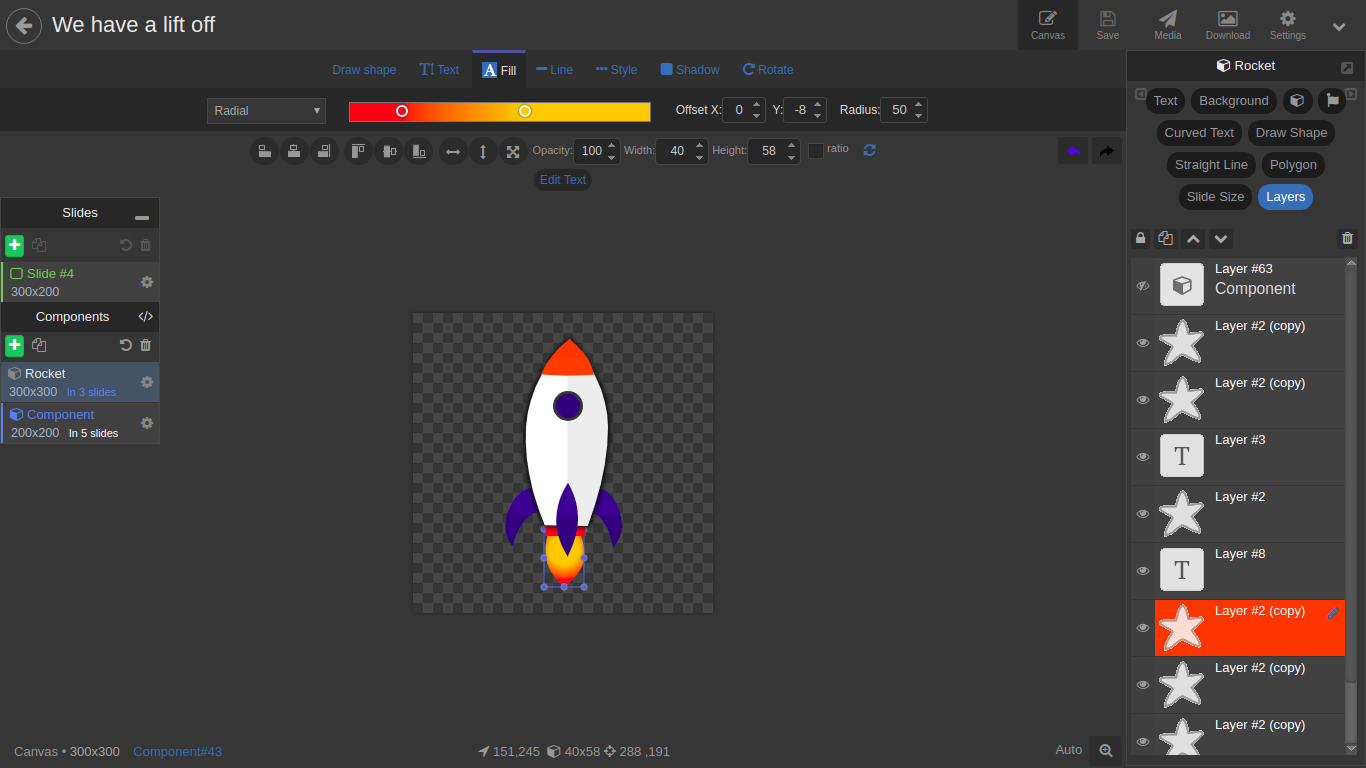 We have a lift off
Canvas
Save
Media
Download
Settings
Draw shape
Text
A Fill
Line
Style
Shadow
Rotate
Radial
Offset X: 0
Y: -8
Radius: 50
Opacity: 100
Width: 40
Height: 58
ratio
Edit Text
Slides
Slide #4
300x200
Components
Rocket
300x300 In 3 slides
Component
200x200 In 5 slides
Canvas • 300x300 Component#43
151,245 40x58 288 ,191
Auto
Rocket
Text Background
Curved Text Draw Shape
Straight Line Polygon
Slide Size Layers
Layer #63
Component
Layer #2 (copy)
Layer #2 (copy)
T Layer #3
Layer #2
T Layer #8
Layer #2 (copy)
Layer #2 (copy)
Layer #2 (copy)